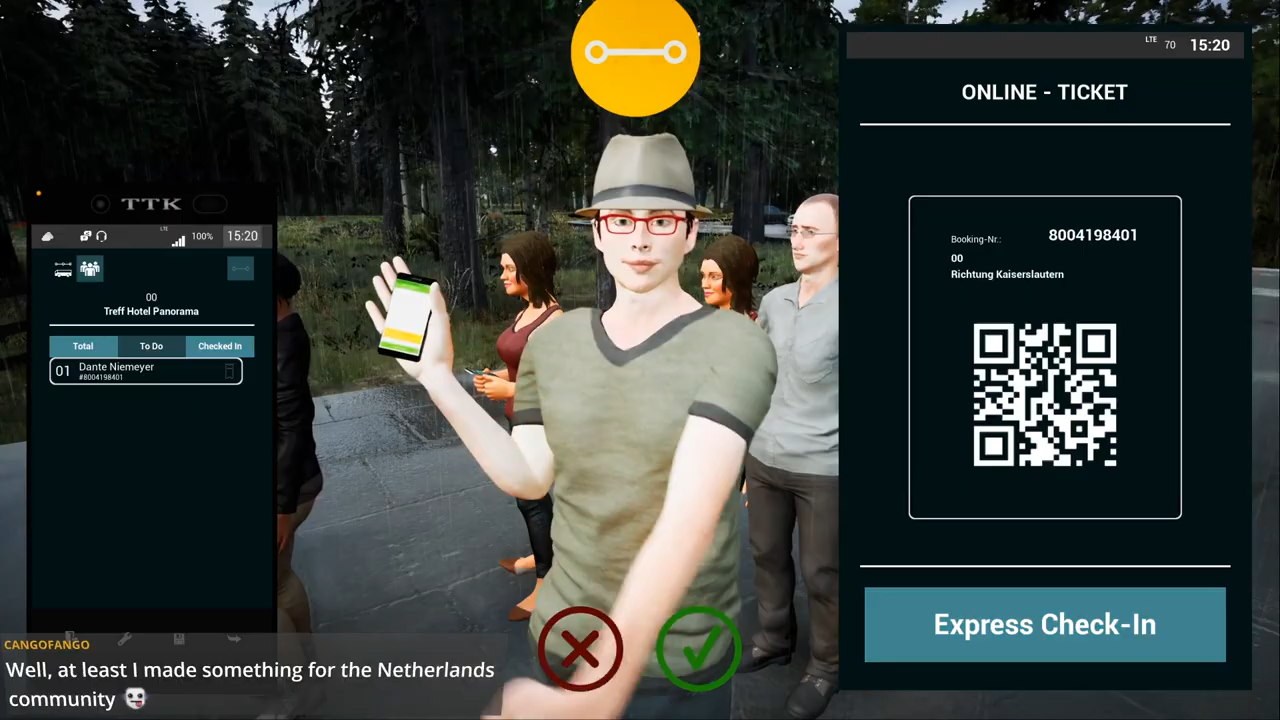 LTE 70 15:20
ONLINE - TICKET
Booking-Nr.: 8004198401
00
Richtung Kaiserslautern
Express Check-In
TTK
LTE 100% 15:20
00
Treff Hotel Panorama
Total To Do Checked In
01 Dante Niemeyer
#8004198401
CANGOFANGO
Well, at least I made something for the Netherlands
community